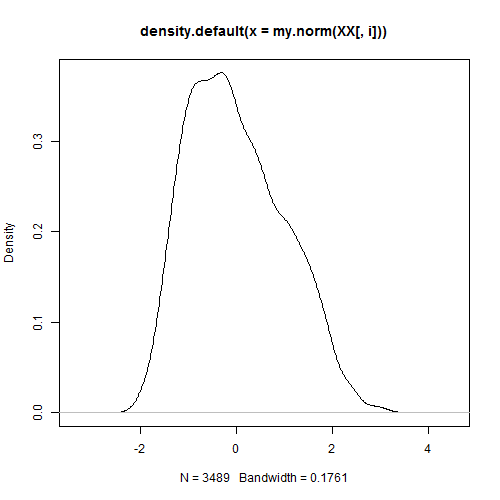 density.default(x = my.norm(XX[, i]))
Density
0.0
0.1
0.2
0.3
-2
0
2
4
N = 3489   Bandwidth = 0.1761